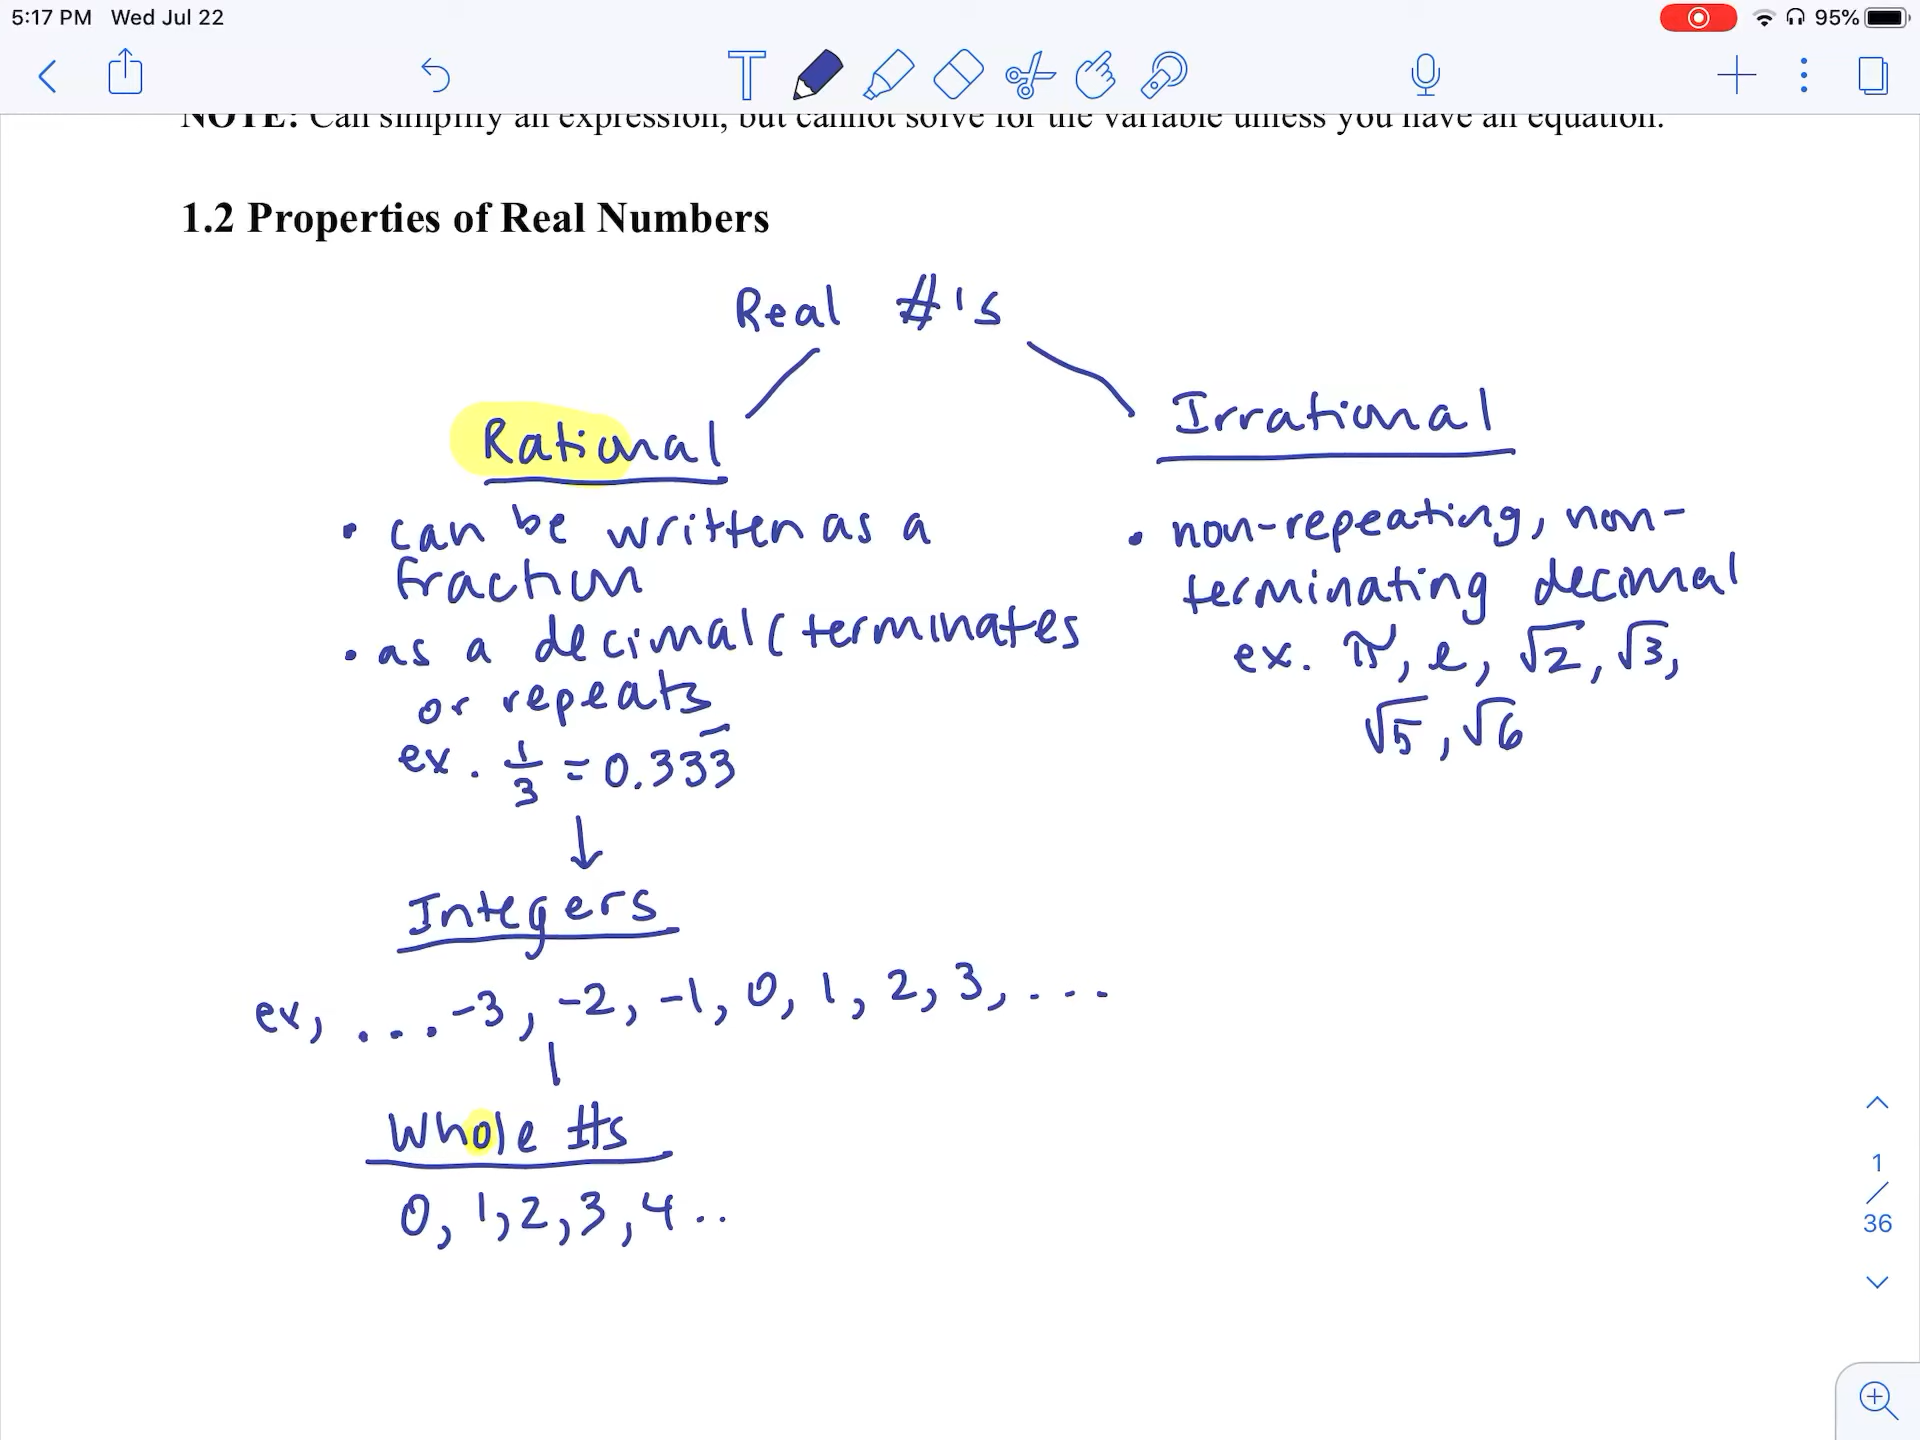 5:17 PM Wed Jul 22
95%
T
NOTE: Can simplify an expression, but cannot solve for the variable unless you have an equation.
1.2 Properties of Real Numbers
Real #'s
Rational
Irrational
• can be written as a
fraction
• as a decimal (terminates
or repeats
ex. 1/3 = 0.333̅
• non-repeating, non-
terminating decimal
ex. π, e, √2, √3,
√5, √6
↓
Integers
ex, ... -3, -2, -1, 0, 1, 2, 3, ...
Whole #s
0, 1, 2, 3, 4 ..
1
/
36